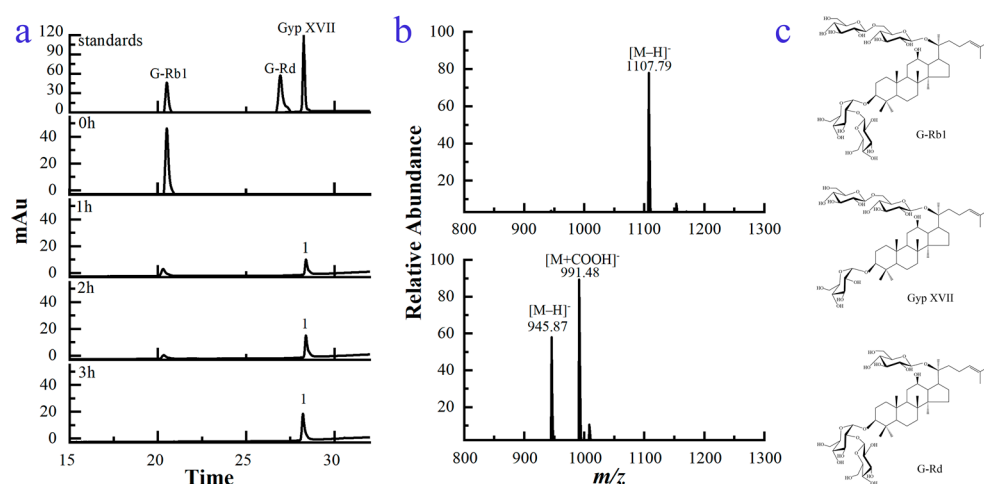 a
standards
G-Rb1
G-Rd
Gyp XVII
120
90
60
30
0
0h
40
20
0
1h
1
40
20
0
2h
1
40
20
0
3h
1
40
20
0
mAu
15 20 25 30
Time
b
[M–H]-
1107.79
100
80
60
40
20
800 900 1000 1100 1200 1300
[M+COOH]-
991.48
[M–H]-
945.87
100
80
60
40
20
800 900 1000 1100 1200 1300
Relative Abundance
m/z
c
G-Rb1
Gyp XVII
G-Rd